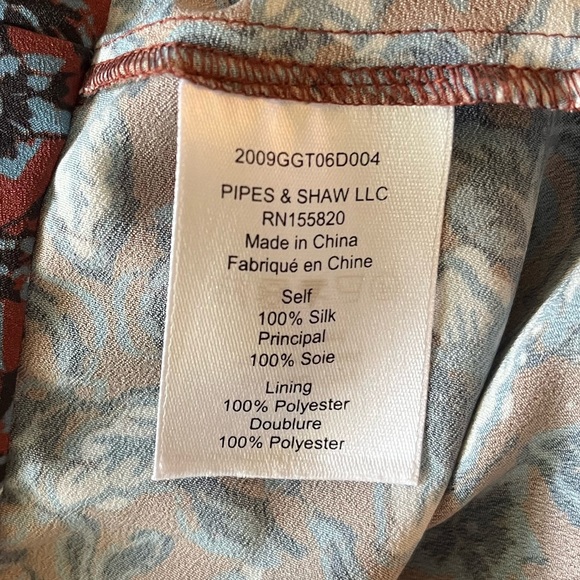 2009GGT06D004
PIPES & SHAW LLC
RN155820
Made in China
Fabriqué en Chine
Self
100% Silk
Principal
100% Soie
Lining
100% Polyester
Doublure
100% Polyester